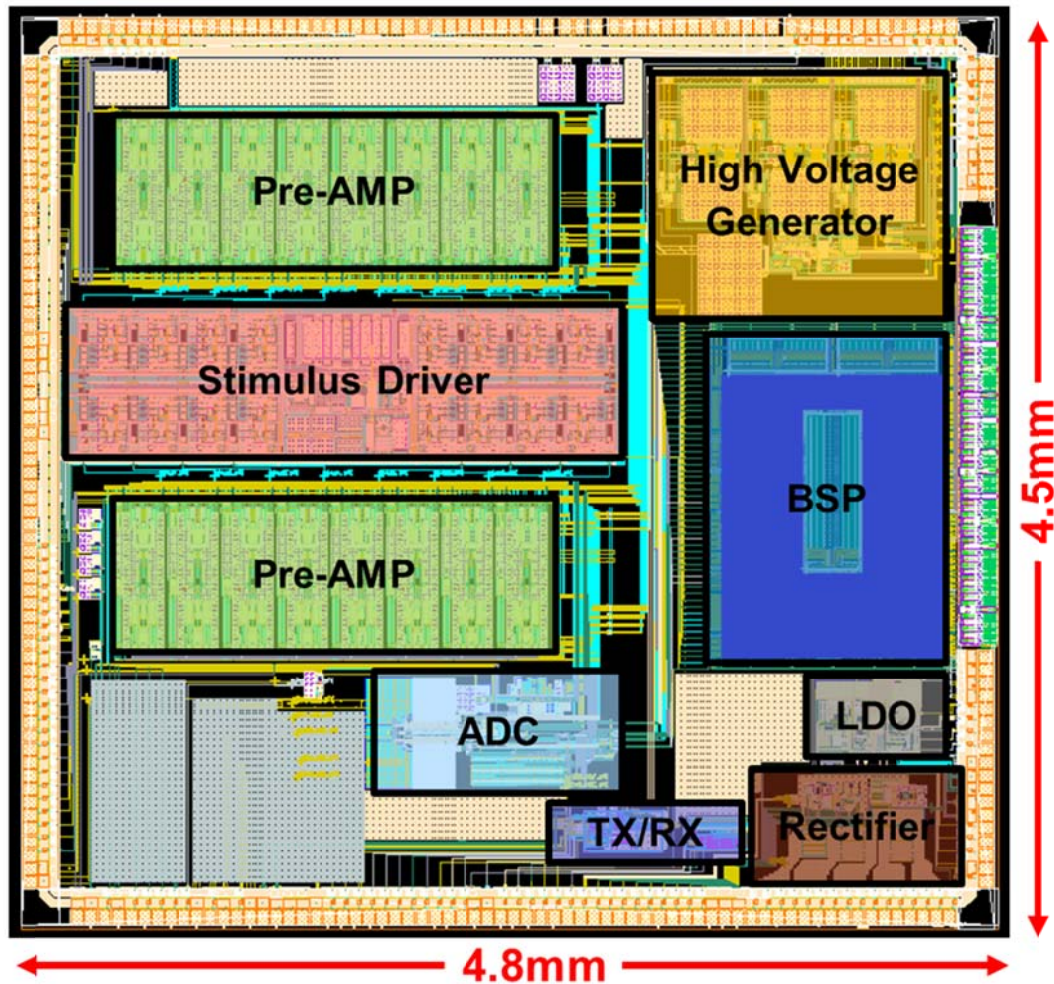 Pre-AMP
High Voltage
Generator
Stimulus Driver
BSP
Pre-AMP
ADC
LDO
TX/RX
Rectifier
4.5mm
4.8mm